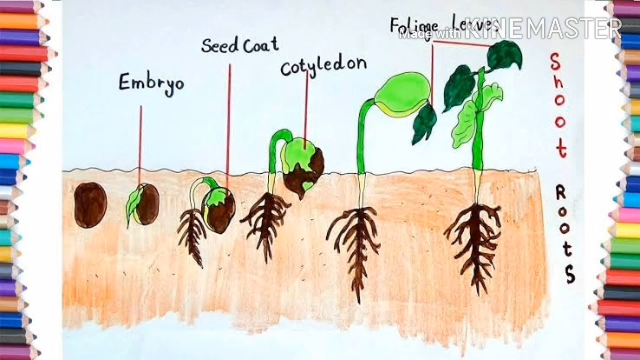 Foliage Leaves
Made with KINEMASTER
Seed Coat
Cotyledon
Embryo
Shoot
Roots